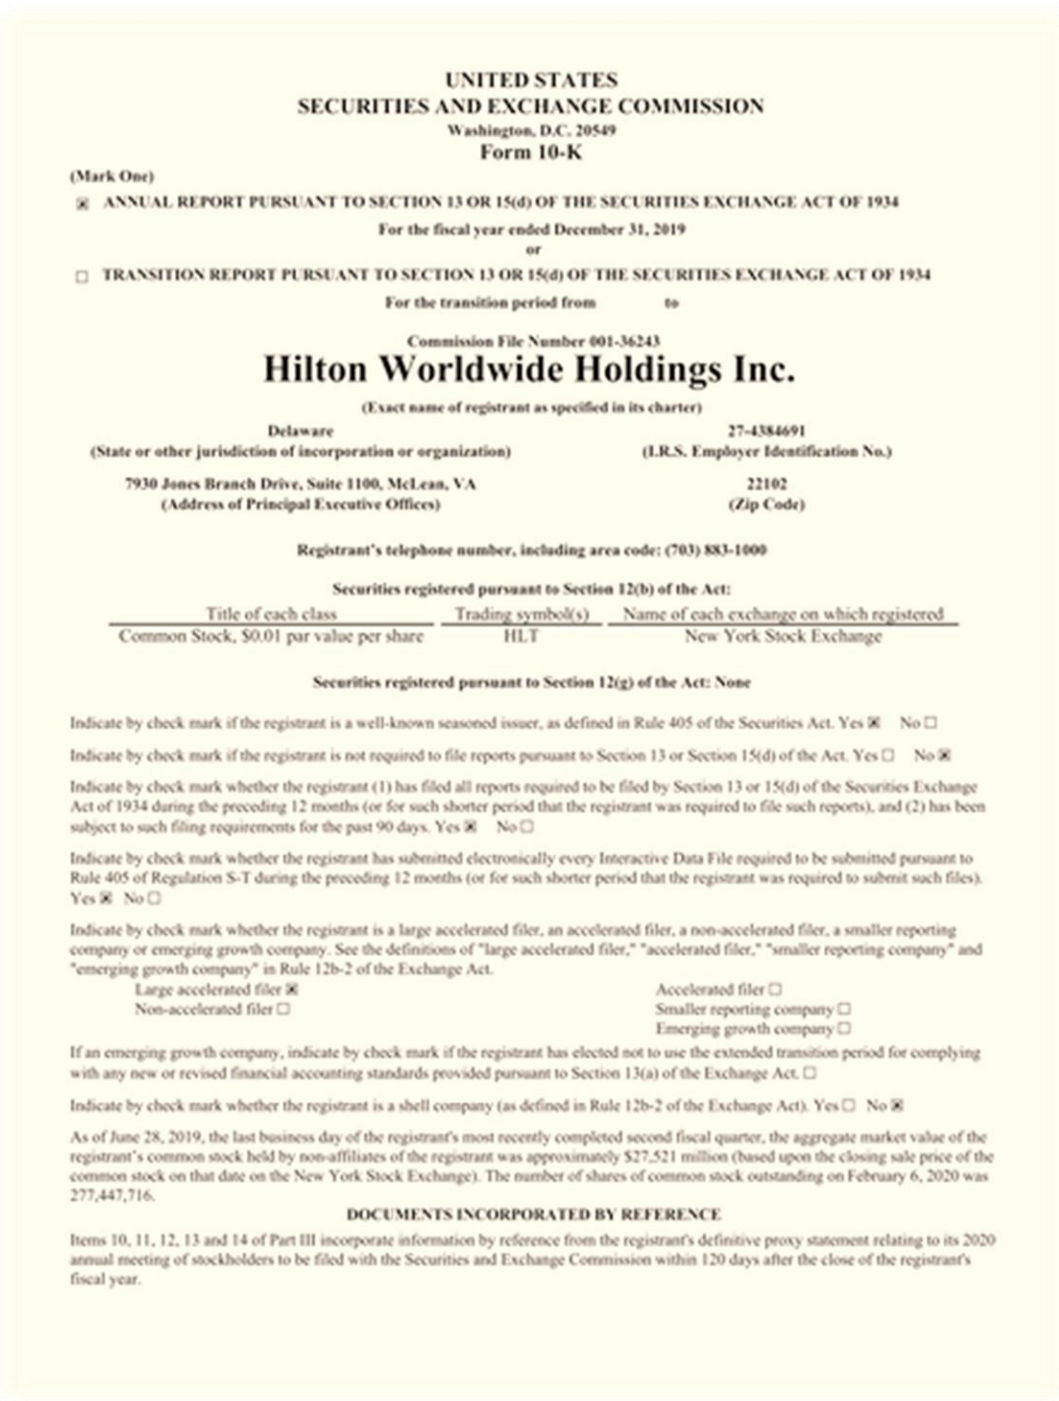 UNITED STATES
SECURITIES AND EXCHANGE COMMISSION
Washington, D.C. 20549
Form 10-K
(Mark One)
☒ ANNUAL REPORT PURSUANT TO SECTION 13 OR 15(d) OF THE SECURITIES EXCHANGE ACT OF 1934
For the fiscal year ended December 31, 2019
or
☐ TRANSITION REPORT PURSUANT TO SECTION 13 OR 15(d) OF THE SECURITIES EXCHANGE ACT OF 1934
For the transition period from to
Commission File Number 001-36243
Hilton Worldwide Holdings Inc.
(Exact name of registrant as specified in its charter)
Delaware 27-4384691
(State or other jurisdiction of incorporation or organization) (I.R.S. Employer Identification No.)
7930 Jones Branch Drive, Suite 1100, McLean, VA 22102
(Address of Principal Executive Offices) (Zip Code)
Registrant's telephone number, including area code: (703) 883-1000
Securities registered pursuant to Section 12(b) of the Act:
Title of each class Trading symbol(s) Name of each exchange on which registered
Common Stock, $0.01 par value per share HLT New York Stock Exchange
Securities registered pursuant to Section 12(g) of the Act: None
Indicate by check mark if the registrant is a well-known seasoned issuer, as defined in Rule 405 of the Securities Act. Yes ☒ No ☐
Indicate by check mark if the registrant is not required to file reports pursuant to Section 13 or Section 15(d) of the Act. Yes ☐ No ☒
Indicate by check mark whether the registrant (1) has filed all reports required to be filed by Section 13 or 15(d) of the Securities Exchange
Act of 1934 during the preceding 12 months (or for such shorter period that the registrant was required to file such reports), and (2) has been
subject to such filing requirements for the past 90 days. Yes ☒ No ☐
Indicate by check mark whether the registrant has submitted electronically every Interactive Data File required to be submitted pursuant to
Rule 405 of Regulation S-T during the preceding 12 months (or for such shorter period that the registrant was required to submit such files).
Yes ☒ No ☐
Indicate by check mark whether the registrant is a large accelerated filer, an accelerated filer, a non-accelerated filer, a smaller reporting
company or emerging growth company. See the definitions of "large accelerated filer," "accelerated filer," "smaller reporting company" and
"emerging growth company" in Rule 12b-2 of the Exchange Act.
Large accelerated filer ☒ Accelerated filer ☐
Non-accelerated filer ☐ Smaller reporting company ☐
Emerging growth company ☐
If an emerging growth company, indicate by check mark if the registrant has elected not to use the extended transition period for complying
with any new or revised financial accounting standards provided pursuant to Section 13(a) of the Exchange Act. ☐
Indicate by check mark whether the registrant is a shell company (as defined in Rule 12b-2 of the Exchange Act). Yes ☐ No ☒
As of June 28, 2019, the last business day of the registrant's most recently completed second fiscal quarter, the aggregate market value of the
registrant's common stock held by non-affiliates of the registrant was approximately $27,521 million (based upon the closing sale price of the
common stock on that date on the New York Stock Exchange). The number of shares of common stock outstanding on February 6, 2020 was
277,447,716.
DOCUMENTS INCORPORATED BY REFERENCE
Items 10, 11, 12, 13 and 14 of Part III incorporate information by reference from the registrant's definitive proxy statement relating to its 2020
annual meeting of stockholders to be filed with the Securities and Exchange Commission within 120 days after the close of the registrant's
fiscal year.